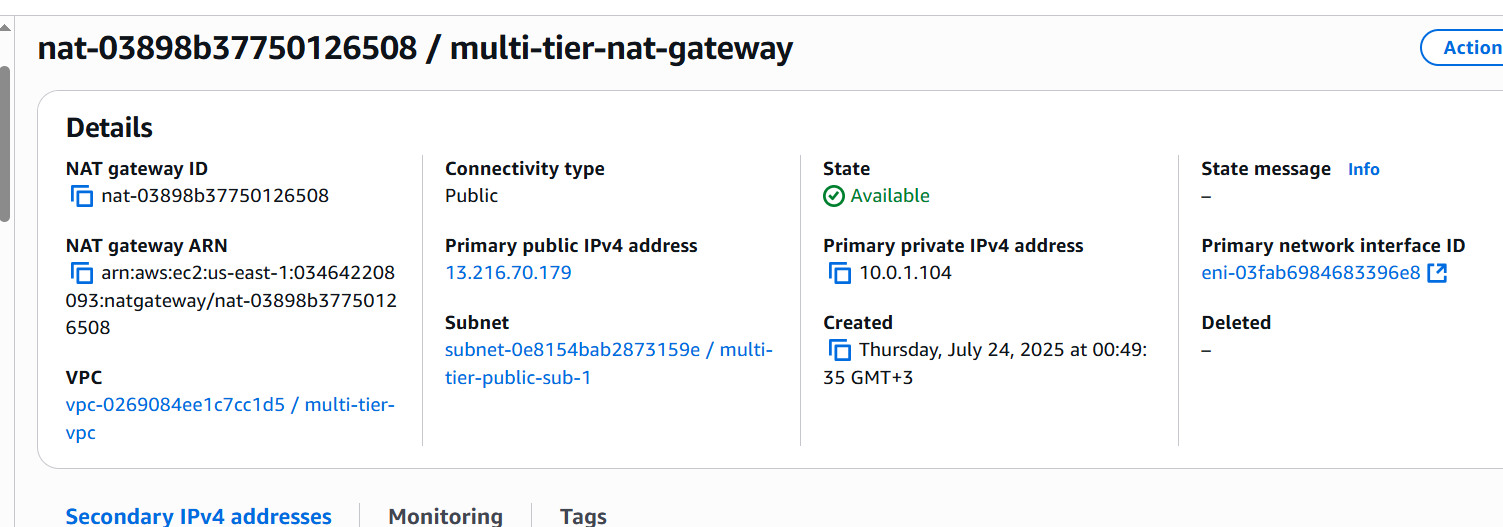 nat-03898b37750126508 / multi-tier-nat-gateway
Action
Details
NAT gateway ID
nat-03898b37750126508
NAT gateway ARN
arn:aws:ec2:us-east-1:034642208
093:natgateway/nat-03898b3775012
6508
VPC
vpc-0269084ee1c7cc1d5 / multi-tier-
vpc
Connectivity type
Public
Primary public IPv4 address
13.216.70.179
Subnet
subnet-0e8154bab2873159e / multi-
tier-public-sub-1
State
Available
Primary private IPv4 address
10.0.1.104
Created
Thursday, July 24, 2025 at 00:49:
35 GMT+3
State message Info
–
Primary network interface ID
eni-03fab6984683396e8
Deleted
–
Secondary IPv4 addresses
Monitoring
Tags